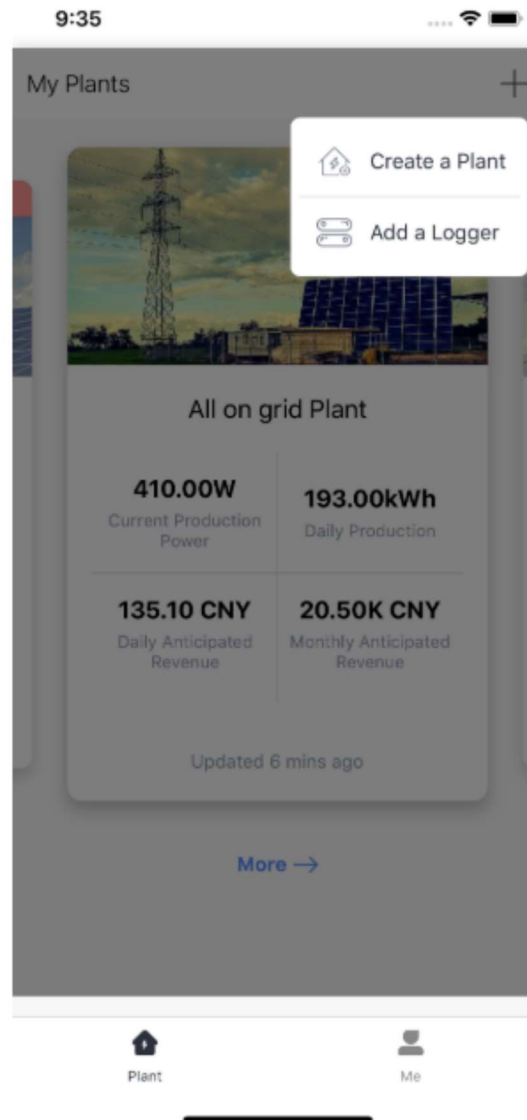 9:35
My Plants
Create a Plant
Add a Logger
All on grid Plant
410.00W
Current Production
Power
193.00kWh
Daily Production
135.10 CNY
Daily Anticipated
Revenue
20.50K CNY
Monthly Anticipated
Revenue
Updated 6 mins ago
More →
Plant
Me